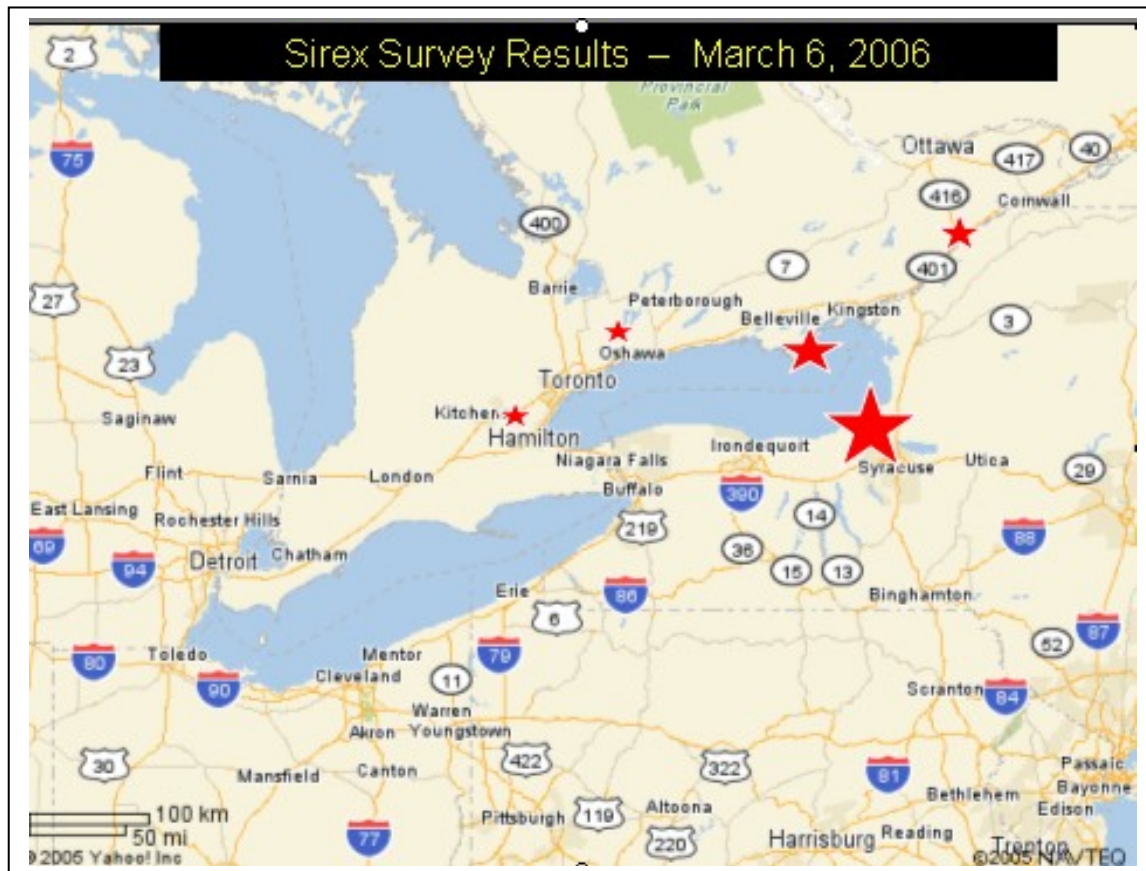 Sirex Survey Results – March 6, 2006
2
Provincial
Park
Ottawa
417
40
75
416
Cornwall
400
7
401
Barrie
Peterborough
27
Belleville
Kingston
3
23
Oshawa
Toronto
Saginaw
Kitchen
Hamilton
Irondequoit
Niagara Falls
Syracuse
Utica
Flint
Sarnia
London
29
Buffalo
390
East Lansing
Rochester Hills
219
14
88
69
Detroit
Chatham
36
94
15
13
Erie
86
Binghamton
6
87
52
80
Toledo
Mentor
79
90
Cleveland
11
Scranton
84
Warren
Akron
Youngstown
30
422
322
81
Passaic
Mansfield
Canton
Bethlehem
Bayonne
100 km
Pittsburgh
119
Altoona
Edison
50 mi
77
220
Harrisburg
Reading
Trenton
2005 Yahoo! Inc
©2005 NAVTEQ